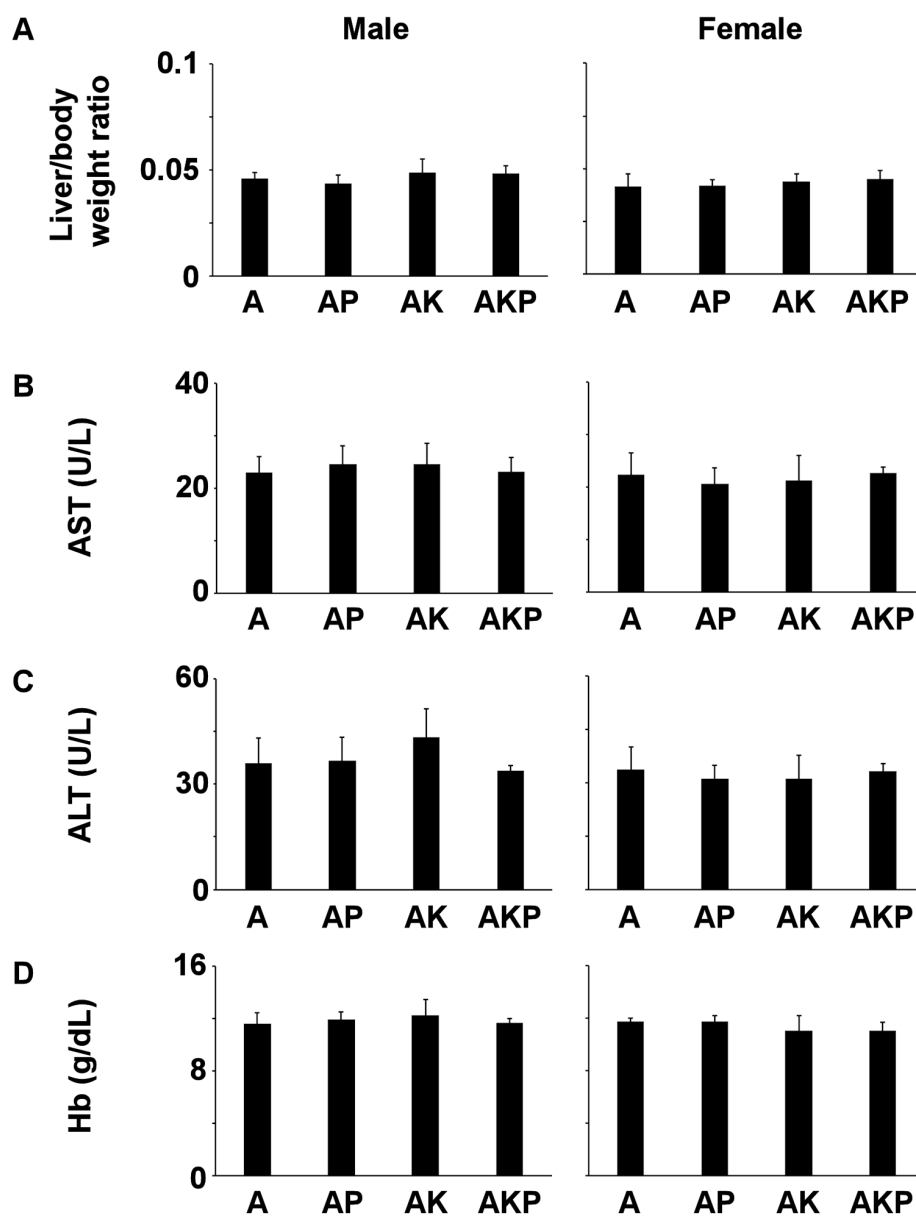 A
Male
Female
Liver/body
weight ratio
0.1
0.05
0
A AP AK AKP
A AP AK AKP
B
AST (U/L)
40
20
0
A AP AK AKP
A AP AK AKP
C
ALT (U/L)
60
30
0
A AP AK AKP
A AP AK AKP
D
Hb (g/dL)
16
8
0
A AP AK AKP
A AP AK AKP